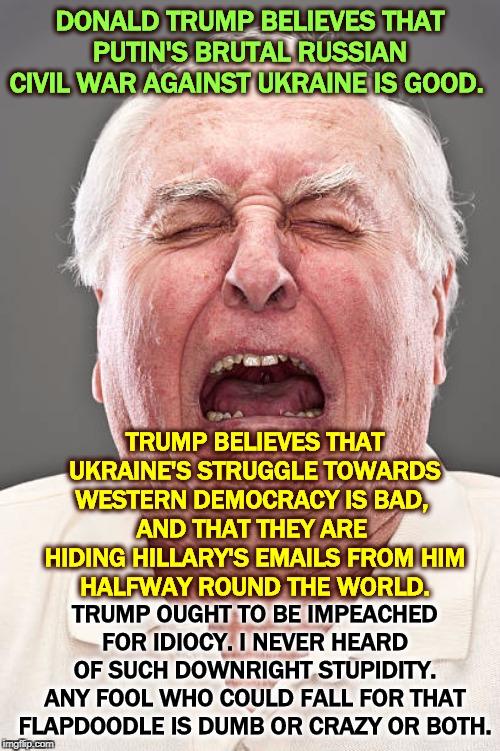 DONALD TRUMP BELIEVES THAT
PUTIN'S BRUTAL RUSSIAN
CIVIL WAR AGAINST UKRAINE IS GOOD.
TRUMP BELIEVES THAT
UKRAINE'S STRUGGLE TOWARDS
WESTERN DEMOCRACY IS BAD,
AND THAT THEY ARE
HIDING HILLARY'S EMAILS FROM HIM
HALFWAY ROUND THE WORLD.
TRUMP OUGHT TO BE IMPEACHED
FOR IDIOCY. I NEVER HEARD
OF SUCH DOWNRIGHT STUPIDITY.
ANY FOOL WHO COULD FALL FOR THAT
FLAPDOODLE IS DUMB OR CRAZY OR BOTH.
imgflip.com